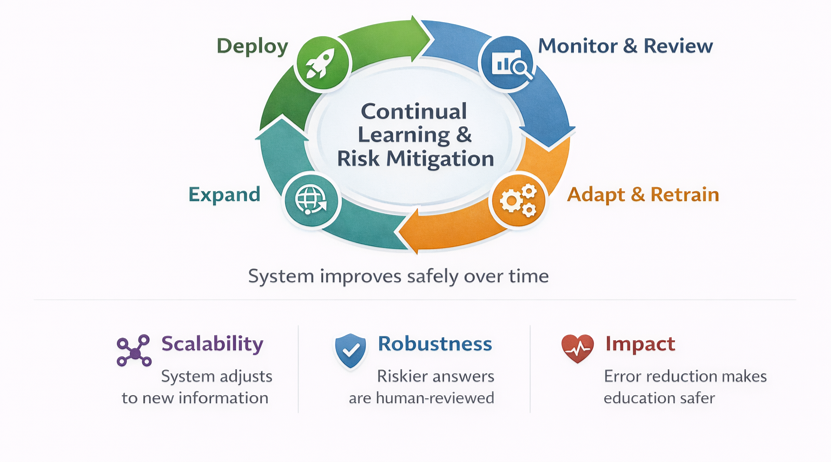 Deploy
Monitor & Review
Continual
Learning &
Risk Mitigation
Expand
Adapt & Retrain
System improves safely over time
Scalability
System adjusts
to new information
Robustness
Riskier answers
are human-reviewed
Impact
Error reduction makes
education safer